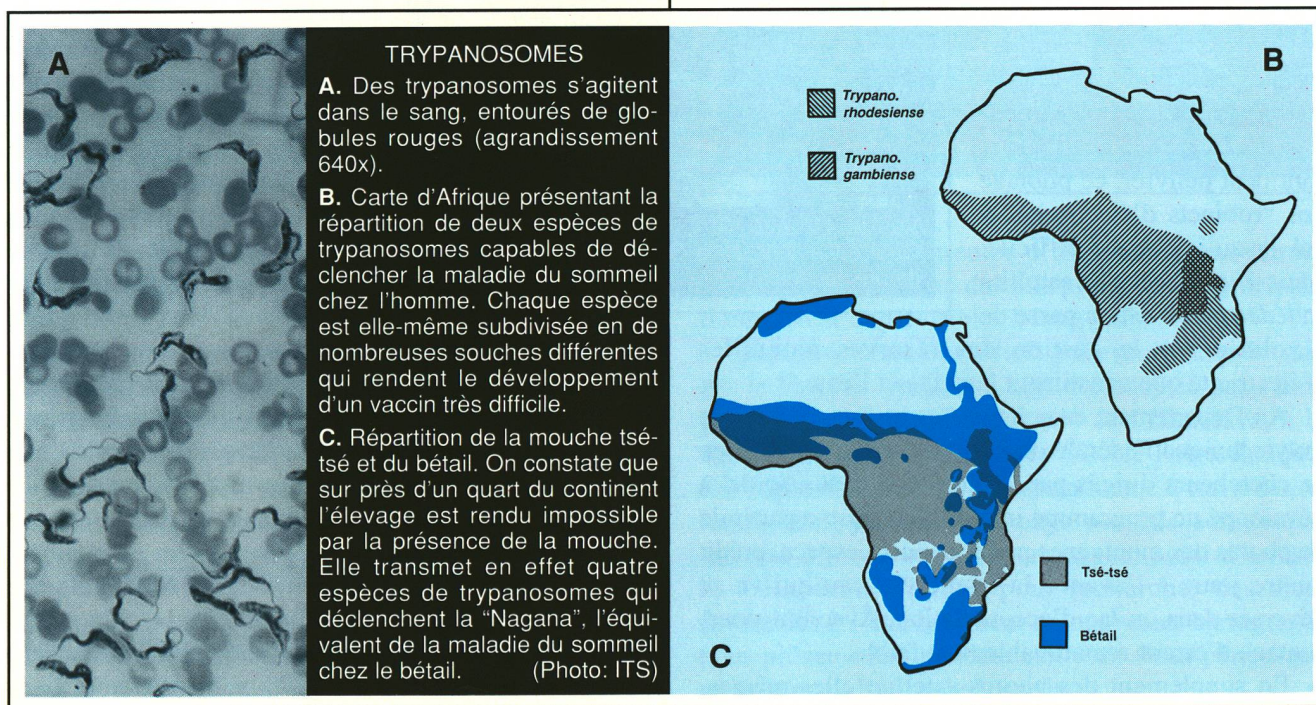 A
TRYPANOSOMES
A. Des trypanosomes s'agitent
dans le sang, entourés de glo-
bules rouges (agrandissement
640x).
B. Carte d'Afrique présentant la
répartition de deux espèces de
trypanosomes capables de dé-
clencher la maladie du sommeil
chez l'homme. Chaque espèce
est elle-même subdivisée en de
nombreuses souches différentes
qui rendent le développement
d'un vaccin très difficile.
C. Répartition de la mouche tsé-
tsé et du bétail. On constate que
sur près d'un quart du continent
l'élevage est rendu impossible
par la présence de la mouche.
Elle transmet en effet quatre
espèces de trypanosomes qui
déclenchent la “Nagana”, l'équi-
valent de la maladie du sommeil
chez le bétail. (Photo: ITS)
B
Trypano.
rhodesiense
Trypano.
gambiense
Tsé-tsé
Bétail
C